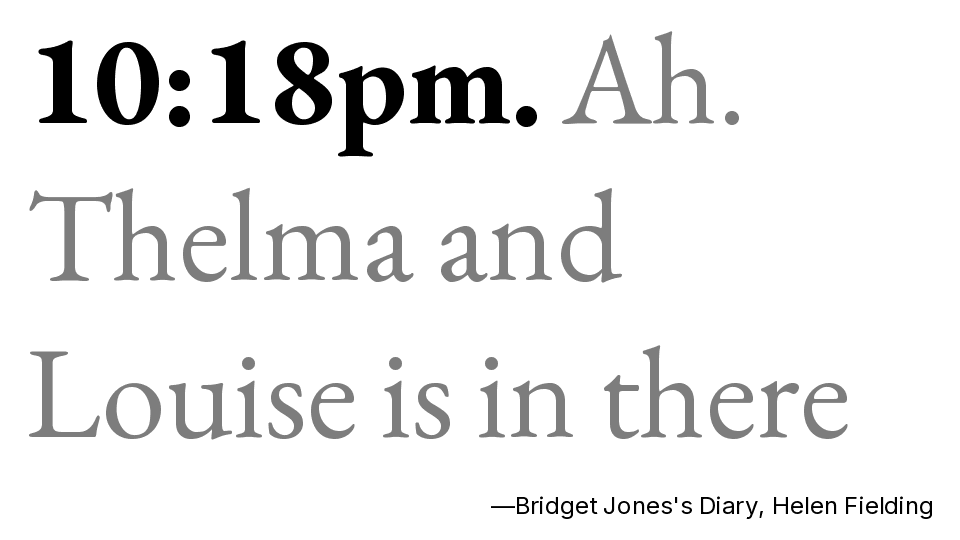 10:18pm. Ah.
Thelma and
Louise is in there
—Bridget Jones's Diary, Helen Fielding